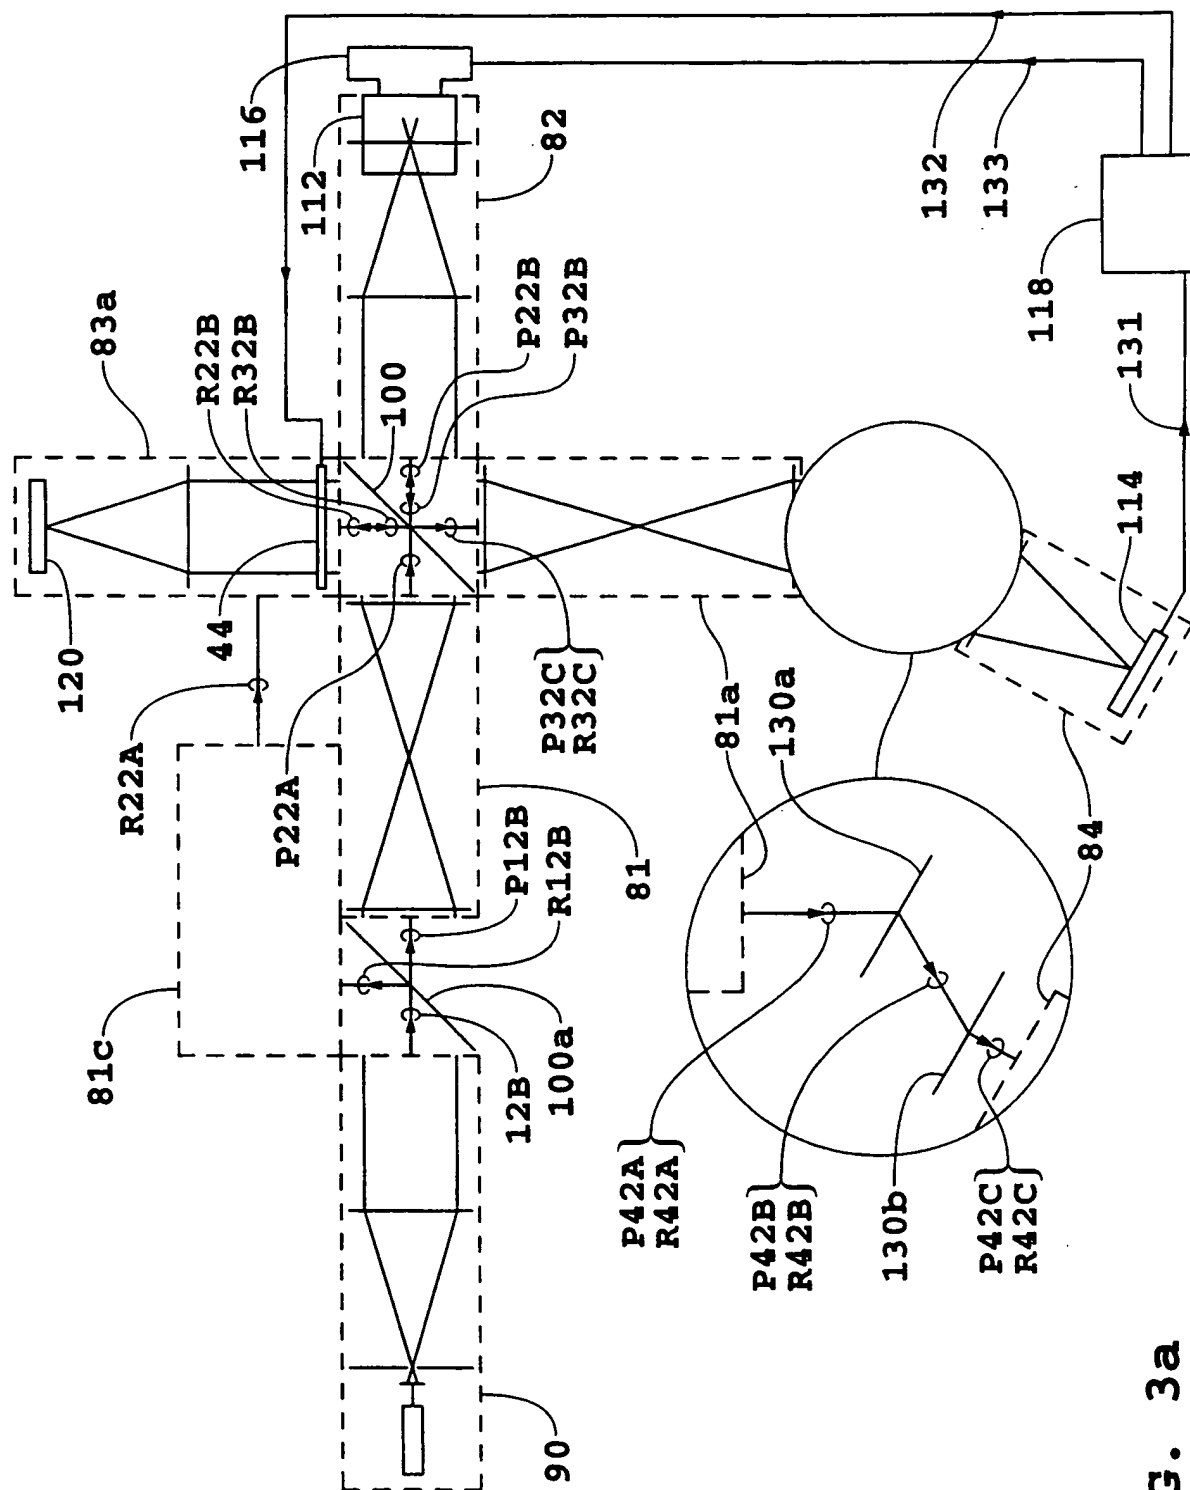 116
112
82
132
133
118
83a
R22B
R32B
100
P22B
P32B
131
114
120
44
R22A
P22A
P32C
R32C
81a
130a
84
81c
P12B
R12B
81
12B
100a
P42A
R42A
P42B
R42B
130b
P42C
R42C
90
G. 3a